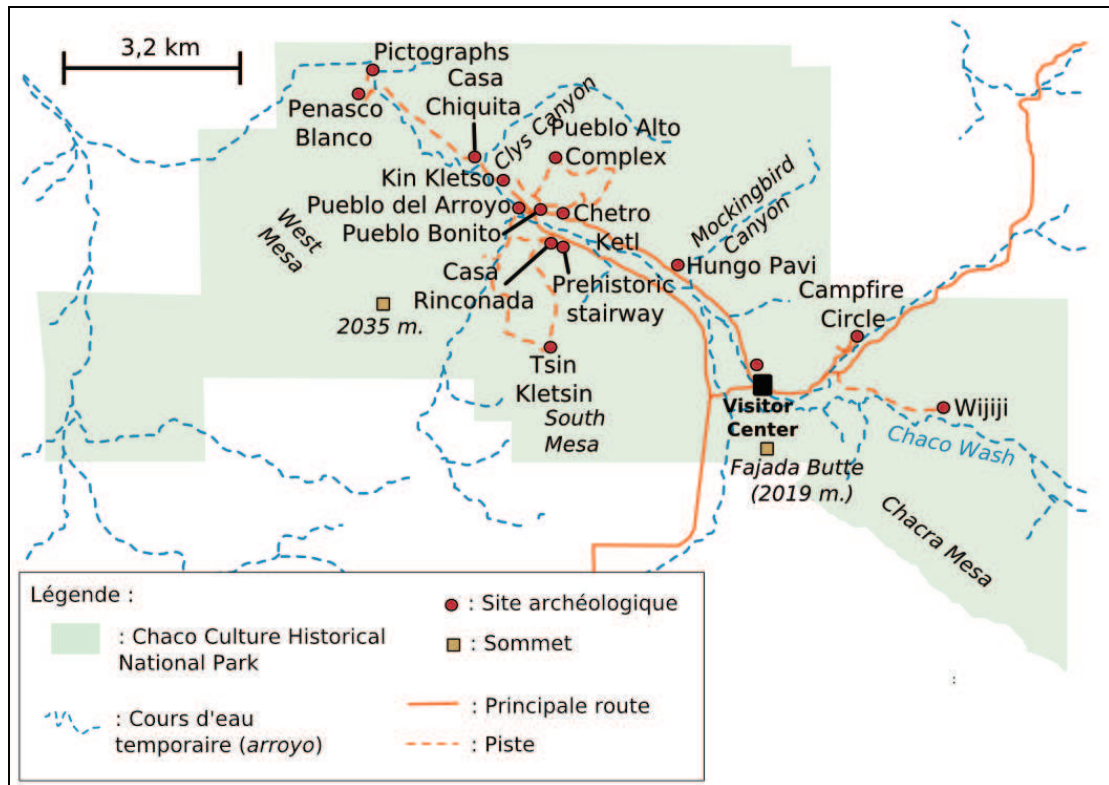 3,2 km
Pictographs
Casa
Chiquita
Penasco
Blanco
Clys Canyon
Pueblo Alto
Complex
Kin Kletso
Pueblo del Arroyo
Pueblo Bonito
Chetro
Ketl
Mockingbird
Canyon
West
Mesa
Casa
Rinconada
Prehistoric
stairway
Hungo Pavi
Campfire
Circle
2035 m.
Tsin
Kletsin
South
Mesa
Visitor
Center
Wijiji
Chaco Wash
Fajada Butte
(2019 m.)
Chacra Mesa
Légende :
: Chaco Culture Historical
National Park
: Cours d'eau
temporaire (arroyo)
: Site archéologique
: Sommet
: Principale route
: Piste
: